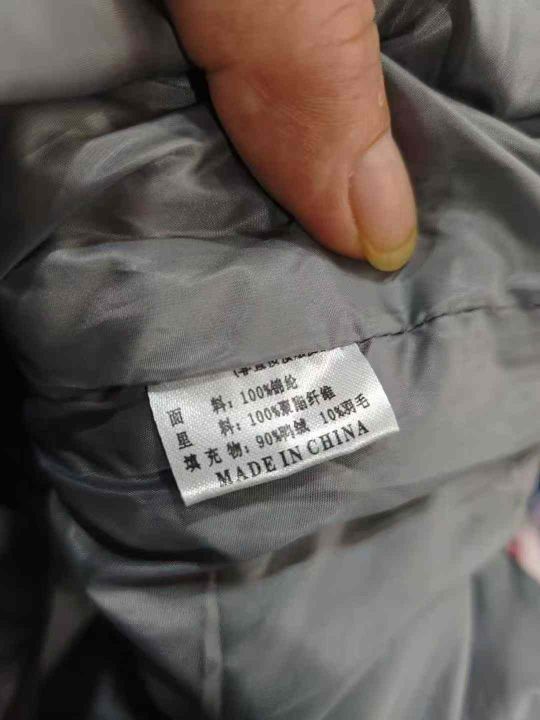 面 料：100%锦纶
里 料：100%聚脂纤维
填充物：90%鸭绒 10%羽毛
MADE IN CHINA